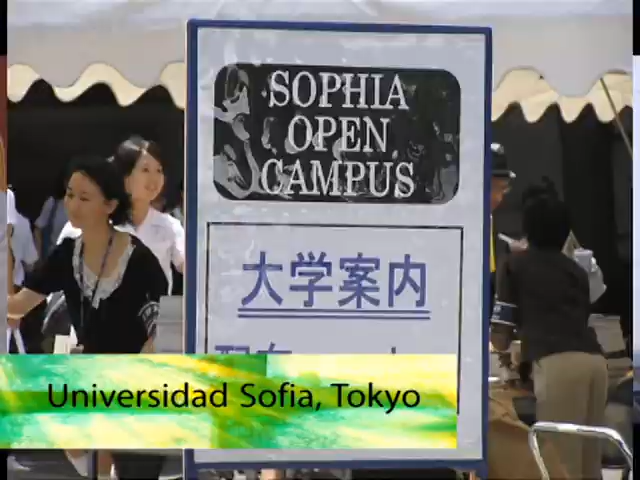 SOPHIA
OPEN
CAMPUS
大学案内
Universidad Sofia, Tokyo